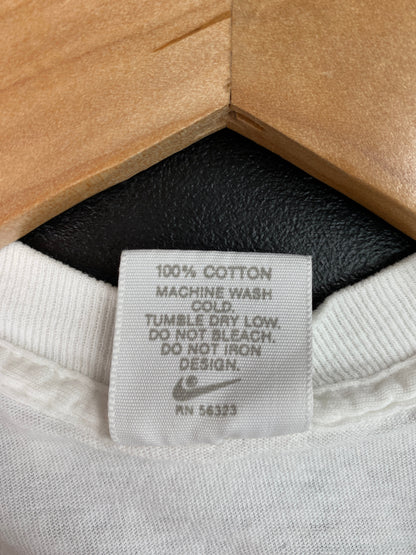 100% COTTON
MACHINE WASH
COLD.
TUMBLE DRY LOW.
DO NOT BLEACH.
DO NOT IRON
DESIGN.
RN 56323